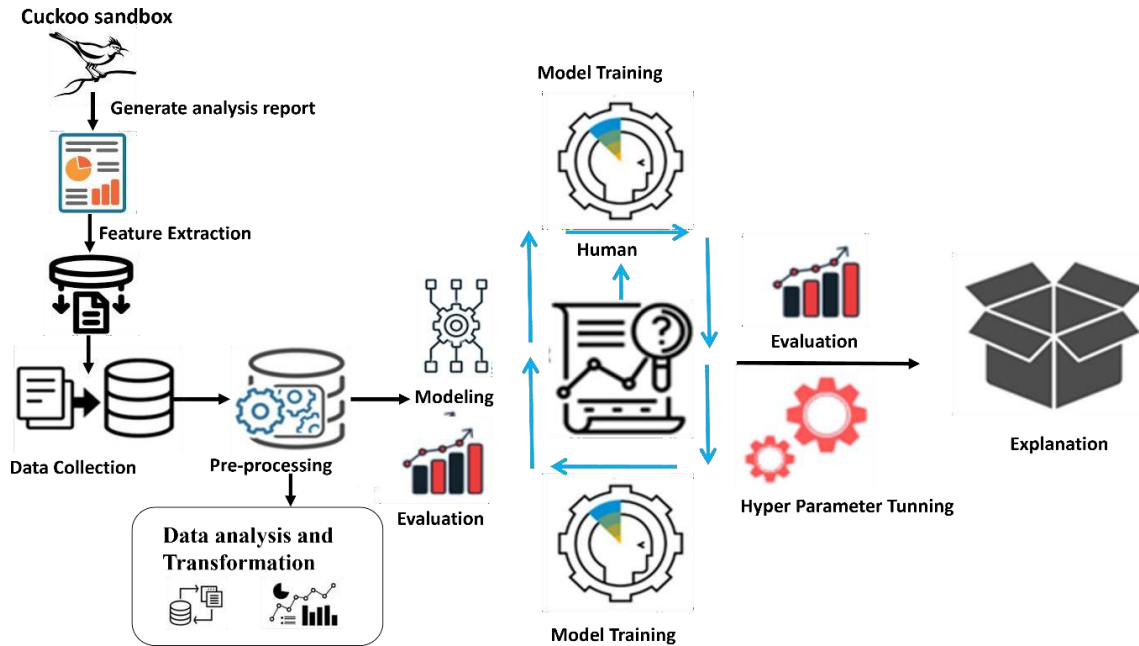 Cuckoo sandbox
Generate analysis report
Feature Extraction
Data Collection
Pre-processing
Data analysis and
Transformation
Modeling
Evaluation
Model Training
Human
?
Model Training
Evaluation
Hyper Parameter Tunning
Explanation